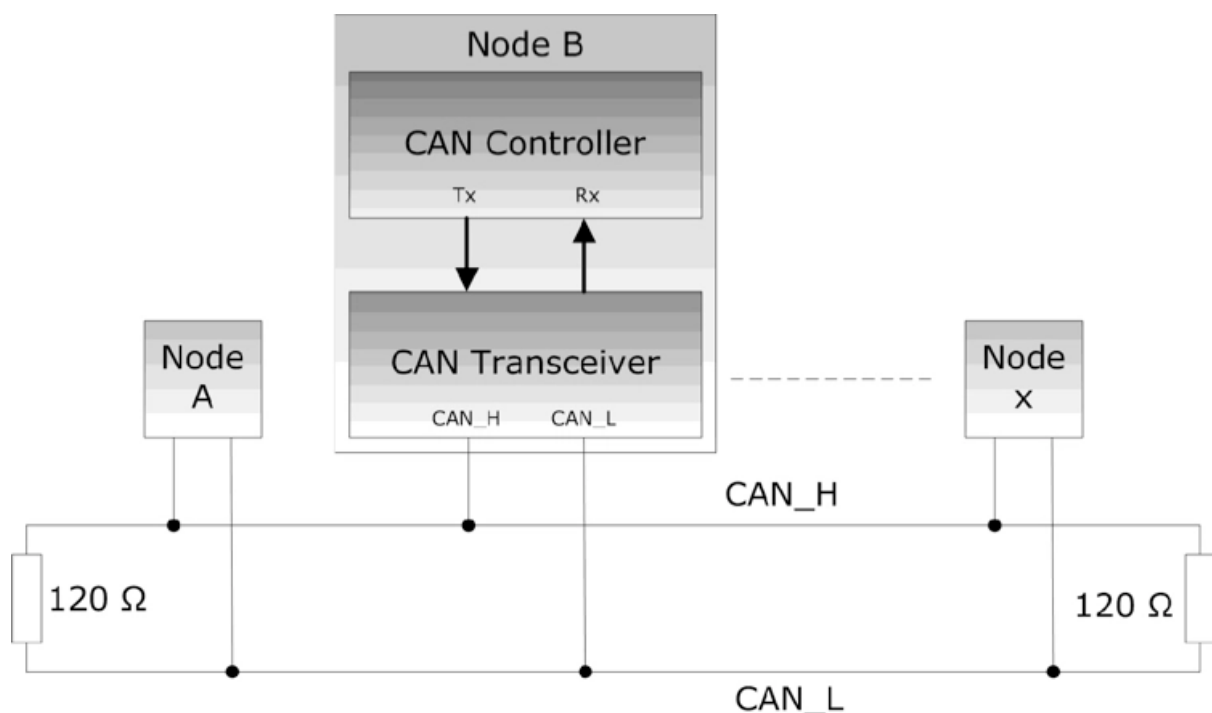 Node B
CAN Controller
Tx Rx
CAN Transceiver
CAN_H CAN_L
Node
A
Node
x
CAN_H
120 Ω
120 Ω
CAN_L